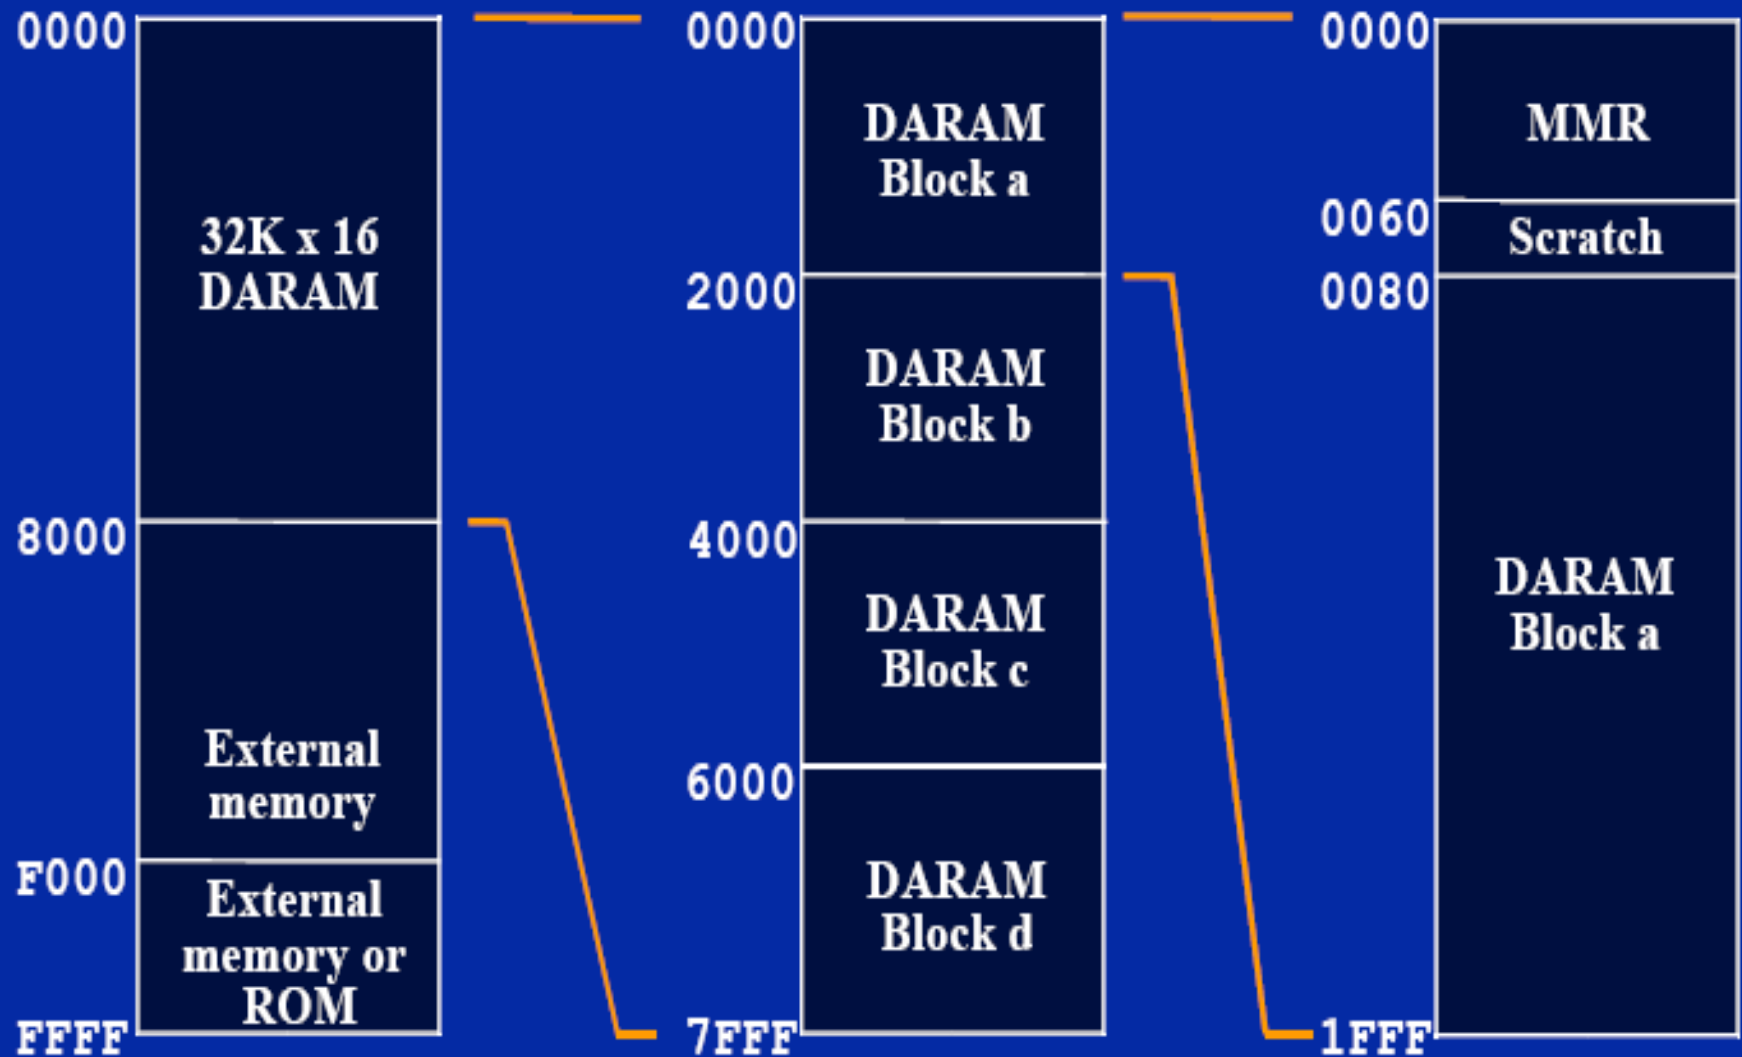 0000
32K x 16
DARAM
8000
External
memory
F000
External
memory or
ROM
FFFF
0000
DARAM
Block a
2000
DARAM
Block b
4000
DARAM
Block c
6000
DARAM
Block d
7FFF
0000
MMR
0060
Scratch
0080
DARAM
Block a
1FFF